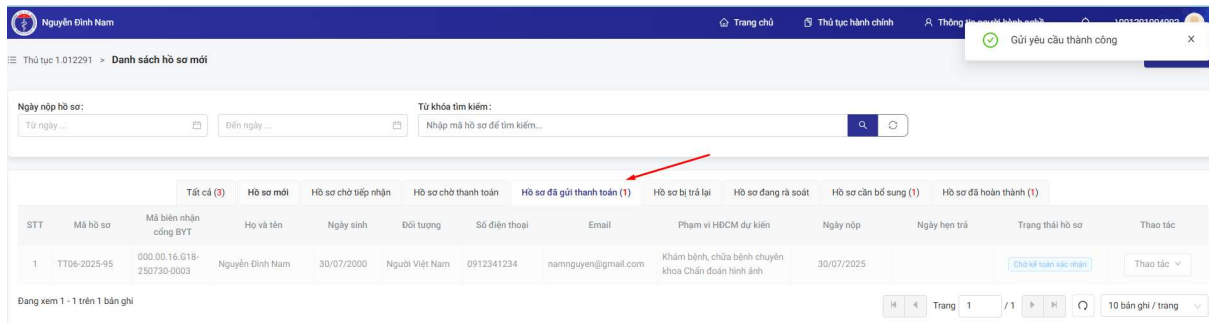 Nguyễn Đình Nam
Trang chủ
Thủ tục hành chính
Gửi yêu cầu thành công
X
Thủ tục 1.012291 > Danh sách hồ sơ mới
Ngày nộp hồ sơ:
Từ khóa tìm kiếm:
Từ ngày ...
Đến ngày ...
Nhập mã hồ sơ để tìm kiếm...
Tất cả (3)
Hồ sơ mới
Hồ sơ chờ tiếp nhận
Hồ sơ chờ thanh toán
Hồ sơ đã gửi thanh toán (1)
Hồ sơ bị trả lại
Hồ sơ đang rà soát
Hồ sơ cần bổ sung (1)
Hồ sơ đã hoàn thành (1)
STT
Mã hồ sơ
Mã biên nhận
cổng BYT
Họ và tên
Ngày sinh
Đối tượng
Số điện thoại
Email
Phạm vi HĐCM dự kiến
Ngày nộp
Ngày hẹn trả
Trạng thái hồ sơ
Thao tác
1
TT06-2025-95
000.00.16.G18-
250730-0003
Nguyễn Đình Nam
30/07/2000
Người Việt Nam
0912341234
namnguyen@gmail.com
Khám bệnh, chữa bệnh chuyên
khoa Chẩn đoán hình ảnh
30/07/2025
Chờ kế toán xác nhận
Thao tác
Đang xem 1 - 1 trên 1 bản ghi
Trang 1 / 1
10 bản ghi / trang